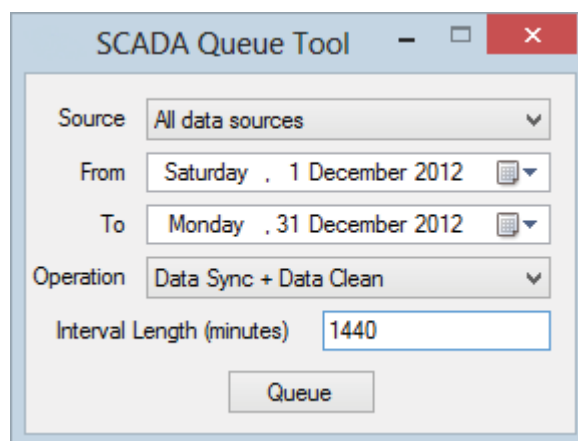 SCADA Queue Tool
Source All data sources
From Saturday , 1 December 2012
To Monday , 31 December 2012
Operation Data Sync + Data Clean
Interval Length (minutes) 1440
Queue